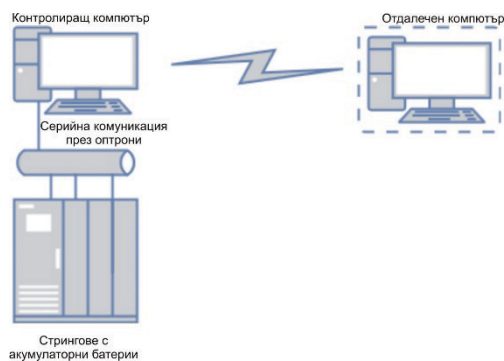 Контролиращ компютър
Отдалечен компютър
Серийна комуникация
през оптрони
Стрингове с
акумулаторни батерии